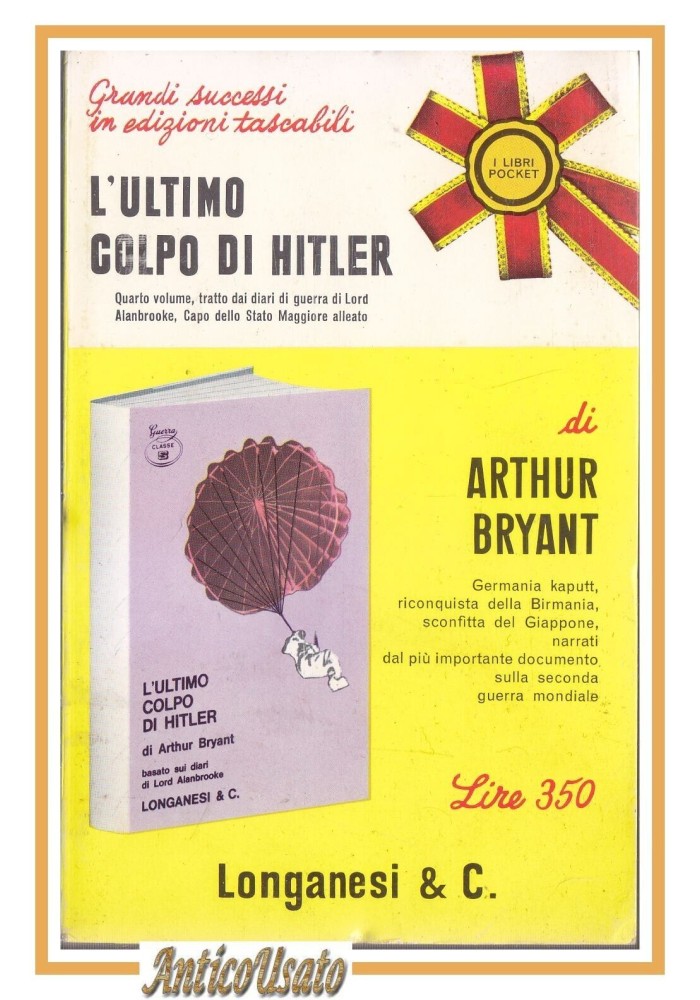 Grandi successi
in edizioni tascabili
I LIBRI
POCKET
L'ULTIMO
COLPO DI HITLER
Quarto volume, tratto dai diari di guerra di Lord
Alanbrooke, Capo dello Stato Maggiore alleato
Guerra
CLASSE
S
L'ULTIMO
COLPO
DI HITLER
di Arthur Bryant
basato sui diari
di Lord Alanbrooke
LONGANESI & C.
di
ARTHUR
BRYANT
Germania kaputt,
riconquista della Birmania,
sconfitta del Giappone,
narrati
dal più importante documento
sulla seconda
guerra mondiale
Lire 350
Longanesi & C.
AnticoUsato